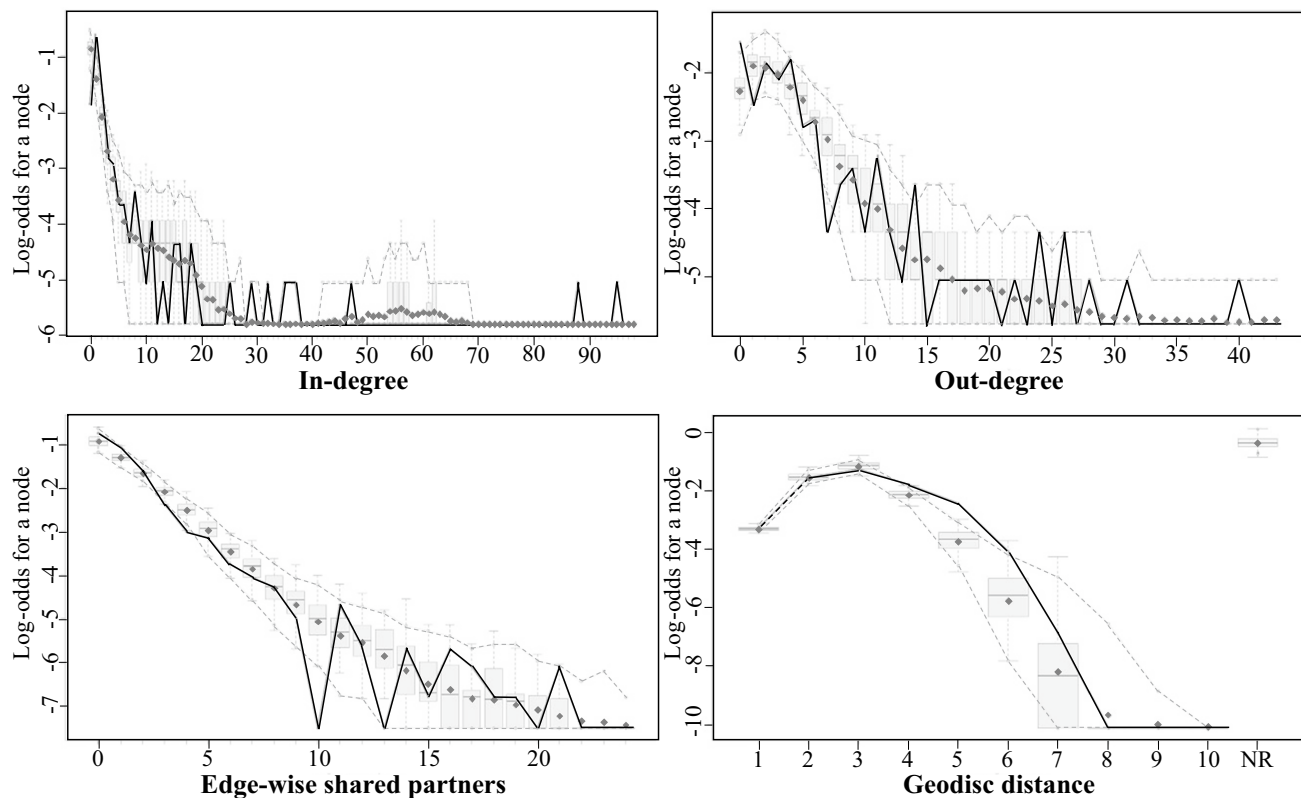 Log-odds for a node
-1
-2
-3
-4
-5
-6
0 10 20 30 40 50 60 70 80 90
In-degree
Log-odds for a node
-2
-3
-4
-5
0 5 10 15 20 25 30 35 40
Out-degree
Log-odds for a node
-1
-2
-3
-4
-5
-6
-7
0 5 10 15 20
Edge-wise shared partners
Log-odds for a node
0
-2
-4
-6
-8
-10
1 2 3 4 5 6 7 8 9 10 NR
Geodisc distance